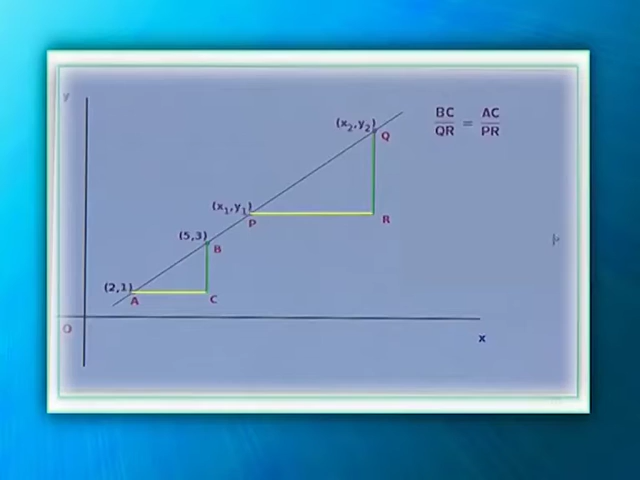 y
(x₂,y₂)
Q
BC/QR = AC/PR
(x₁,y₁)
P
R
(5,3)
B
(2,1)
A
C
O
x